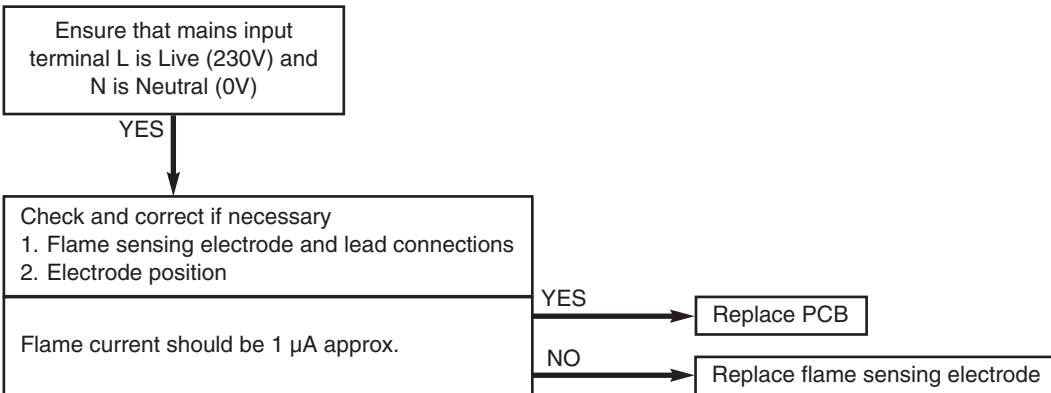 Ensure that mains input
terminal L is Live (230V) and
N is Neutral (0V)
YES
Check and correct if necessary
1. Flame sensing electrode and lead connections
2. Electrode position
Flame current should be 1 µA approx.
YES
Replace PCB
NO
Replace flame sensing electrode